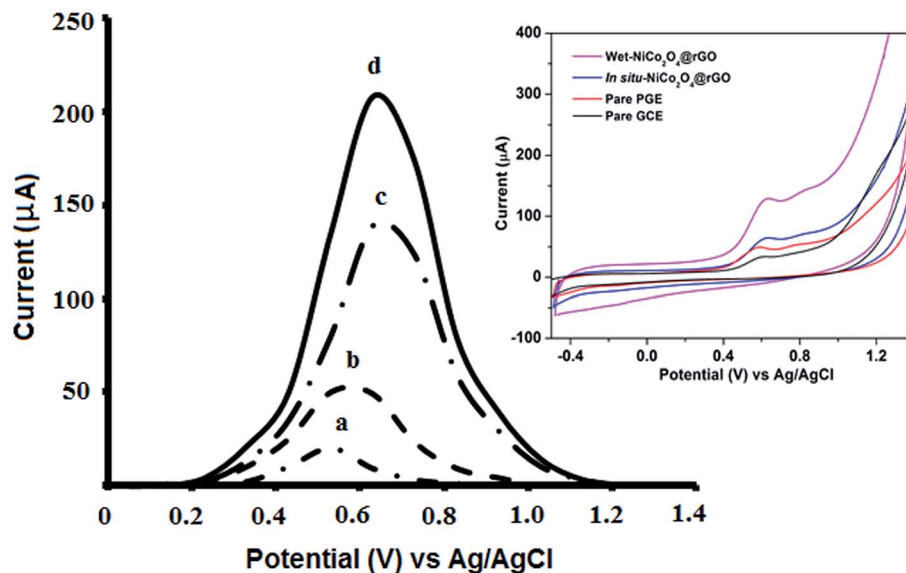 250
200
150
100
50
Current (µA)
d
c
b
a
0 0.2 0.4 0.6 0.8 1.0 1.2 1.4
Potential (V) vs Ag/AgCl
400
300
200
100
0
-100
Current (µA)
Wet-NiCo₂O₄@rGO
In situ-NiCo₂O₄@rGO
Pare PGE
Pare GCE
-0.4 0.0 0.4 0.8 1.2
Potential (V) vs Ag/AgCl